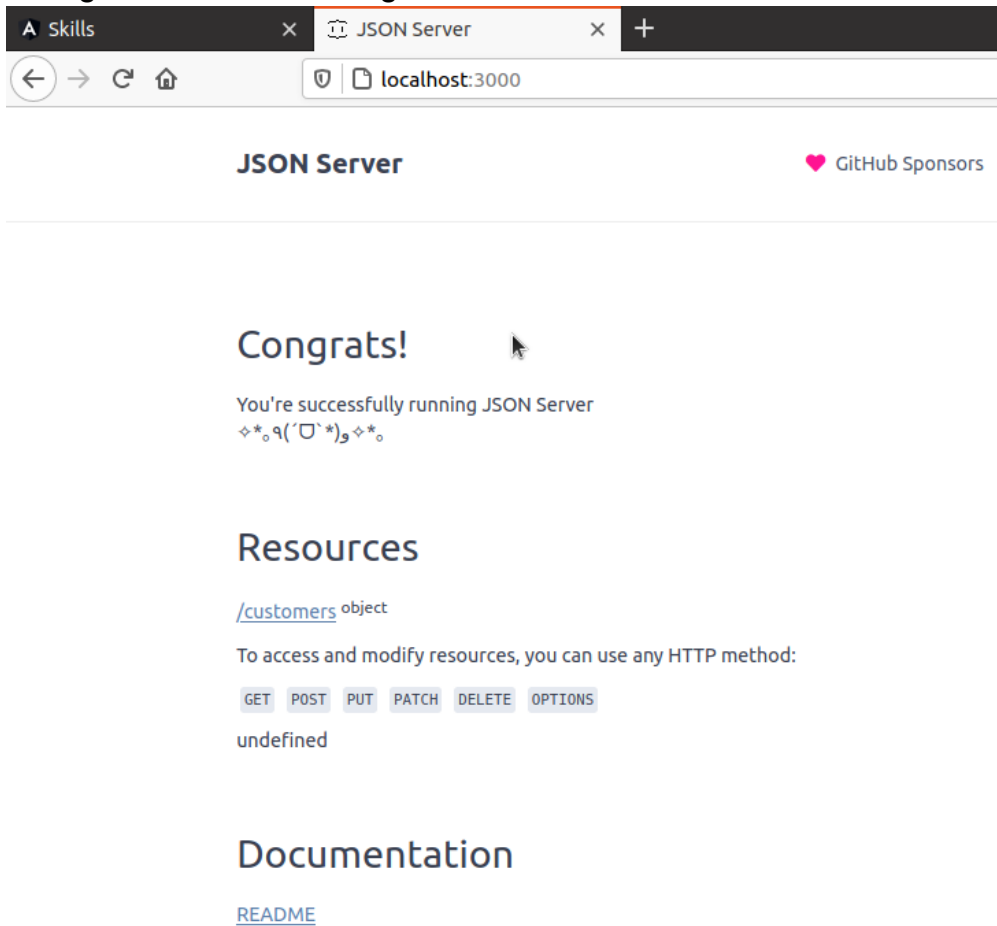 Skills
JSON Server
localhost:3000
JSON Server
GitHub Sponsors
Congrats!
You're successfully running JSON Server
✧*｡٩(ˊᗜˋ*)و✧*｡
Resources
/customers object
To access and modify resources, you can use any HTTP method:
GET POST PUT PATCH DELETE OPTIONS
undefined
Documentation
README